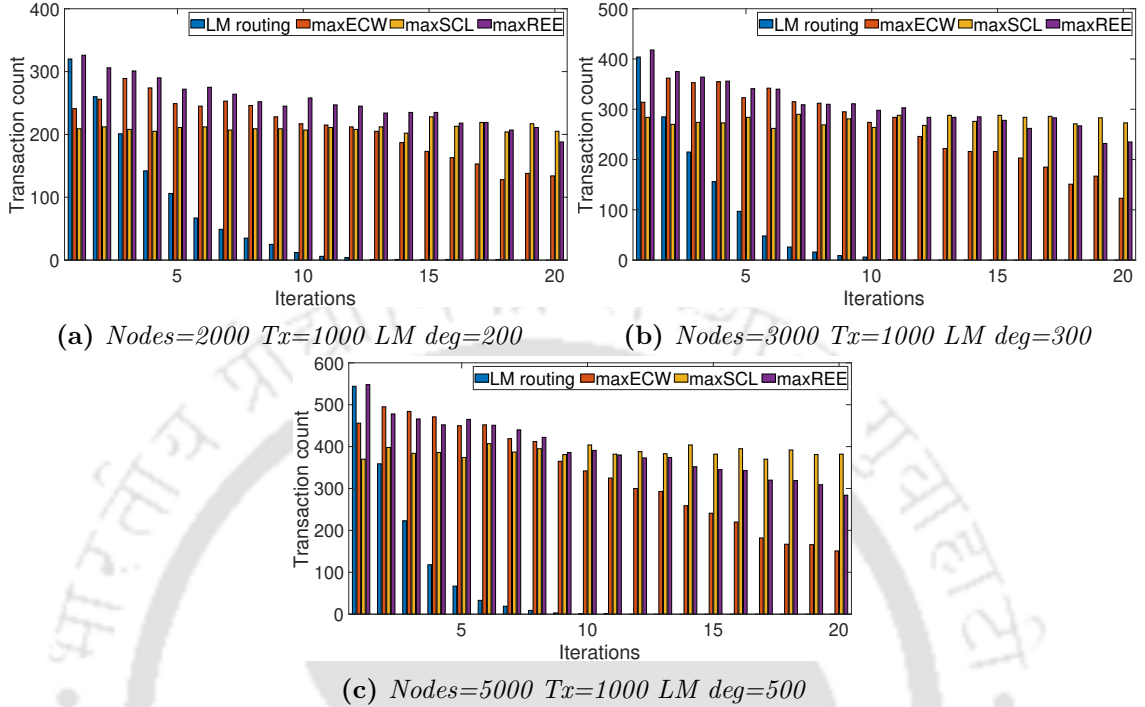 400
300
200
100
0
Transaction count
LM routing maxECW maxSCL maxREE
5 10 15 20
Iterations
(a) Nodes=2000 Tx=1000 LM deg=200
500
400
300
200
100
0
Transaction count
LM routing maxECW maxSCL maxREE
5 10 15 20
Iterations
(b) Nodes=3000 Tx=1000 LM deg=300
600
500
400
300
200
100
0
Transaction count
LM routing maxECW maxSCL maxREE
5 10 15 20
Iterations
(c) Nodes=5000 Tx=1000 LM deg=500